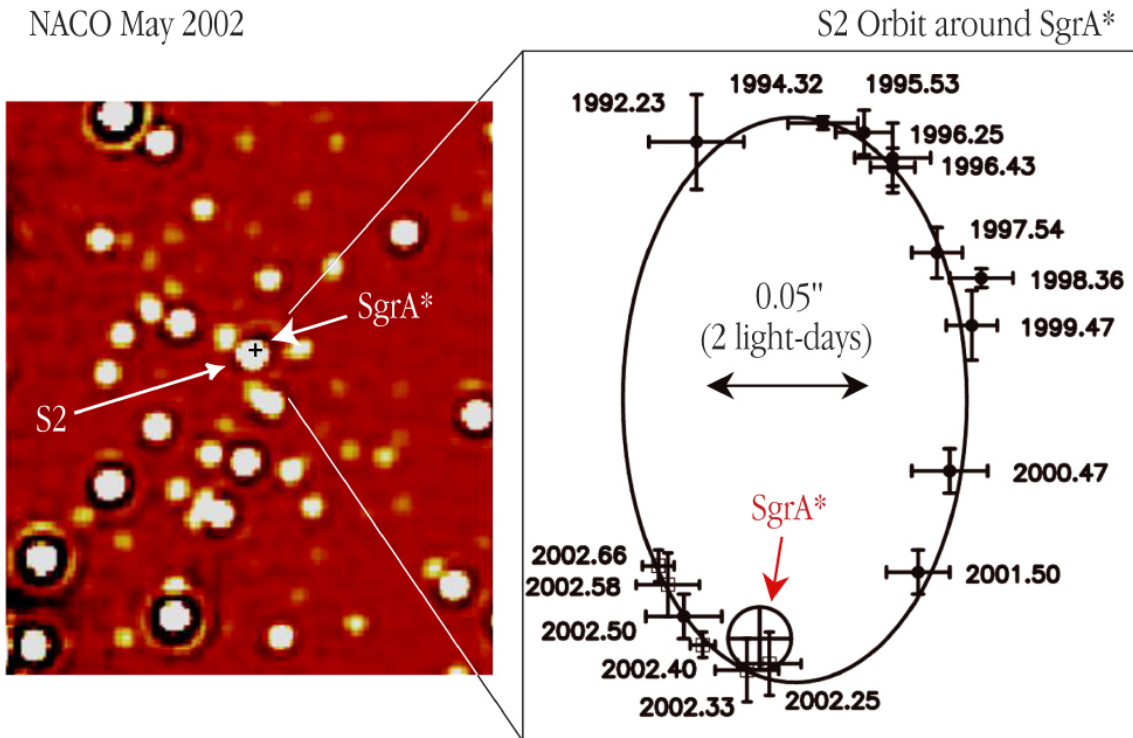 NACO May 2002
S2 Orbit around SgrA*
SgrA*
S2
1992.23
1994.32
1995.53
1996.25
1996.43
1997.54
1998.36
1999.47
0.05"
(2 light-days)
2000.47
SgrA*
2001.50
2002.66
2002.58
2002.50
2002.40
2002.33
2002.25